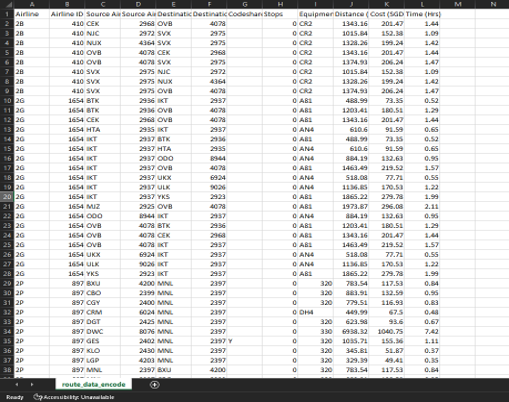 A B C D E F G H I J K L M N
1 Airline Airline ID Source Air Source Air Destinatic Destinatic Codeshare Stops Equipmen Distance ( Cost (SGD Time (Hrs)
2 2B 410 CEK 2968 OVB 4078 0 CR2 1343.16 201.47 1.44
3 2B 410 NJC 2972 SVX 2975 0 CR2 1015.84 152.38 1.09
4 2B 410 NUX 4364 SVX 2975 0 CR2 1328.26 199.24 1.42
5 2B 410 OVB 4078 CEK 2968 0 CR2 1343.16 201.47 1.44
6 2B 410 OVB 4078 SVX 2975 0 CR2 1374.93 206.24 1.47
7 2B 410 SVX 2975 NJC 2972 0 CR2 1015.84 152.38 1.09
8 2B 410 SVX 2975 NUX 4364 0 CR2 1328.26 199.24 1.42
9 2B 410 SVX 2975 OVB 4078 0 CR2 1374.93 206.24 1.47
10 2G 1654 BTK 2936 IKT 2937 0 A81 488.99 73.35 0.52
11 2G 1654 BTK 2936 OVB 4078 0 A81 1203.41 180.51 1.29
12 2G 1654 CEK 2968 OVB 4078 0 A81 1343.16 201.47 1.44
13 2G 1654 HTA 2935 IKT 2937 0 AN4 610.6 91.59 0.65
14 2G 1654 IKT 2937 BTK 2936 0 A81 488.99 73.35 0.52
15 2G 1654 IKT 2937 HTA 2935 0 AN4 610.6 91.59 0.65
16 2G 1654 IKT 2937 ODO 8944 0 AN4 884.19 132.63 0.95
17 2G 1654 IKT 2937 OVB 4078 0 A81 1463.49 219.52 1.57
18 2G 1654 IKT 2937 UKX 6924 0 AN4 518.08 77.71 0.55
19 2G 1654 IKT 2937 ULK 9026 0 AN4 1136.85 170.53 1.22
20 2G 1654 IKT 2937 YKS 2923 0 A81 1865.22 279.78 1.99
21 2G 1654 MJZ 2925 OVB 4078 0 A81 1973.87 296.08 2.11
22 2G 1654 ODO 8944 IKT 2937 0 AN4 884.19 132.63 0.95
23 2G 1654 OVB 4078 BTK 2936 0 A81 1203.41 180.51 1.29
24 2G 1654 OVB 4078 CEK 2968 0 A81 1343.16 201.47 1.44
25 2G 1654 OVB 4078 IKT 2937 0 A81 1463.49 219.52 1.57
26 2G 1654 UKX 6924 IKT 2937 0 AN4 518.08 77.71 0.55
27 2G 1654 ULK 9026 IKT 2937 0 AN4 1136.85 170.53 1.22
28 2G 1654 YKS 2923 IKT 2937 0 A81 1865.22 279.78 1.99
29 2P 897 BXU 4200 MNL 2397 0 320 783.54 117.53 0.84
30 2P 897 CBO 2399 MNL 2397 0 320 883.91 132.59 0.95
31 2P 897 CGY 2400 MNL 2397 0 320 779.51 116.93 0.83
32 2P 897 CRM 6024 MNL 2397 0 DH4 449.99 67.5 0.48
33 2P 897 DGT 2425 MNL 2397 0 320 623.98 93.6 0.67
34 2P 897 DWC 8076 MNL 2397 0 330 6938.32 1040.75 7.42
35 2P 897 GES 2402 MNL 2397 Y 0 320 1035.71 155.36 1.11
36 2P 897 KLO 2430 MNL 2397 0 320 345.81 51.87 0.37
37 2P 897 LGP 4203 MNL 2397 0 320 329.39 49.41 0.35
38 2P 897 MNL 2397 BXU 4200 0 320 783.54 117.53 0.84
route_data_encode
Ready Accessibility: Unavailable